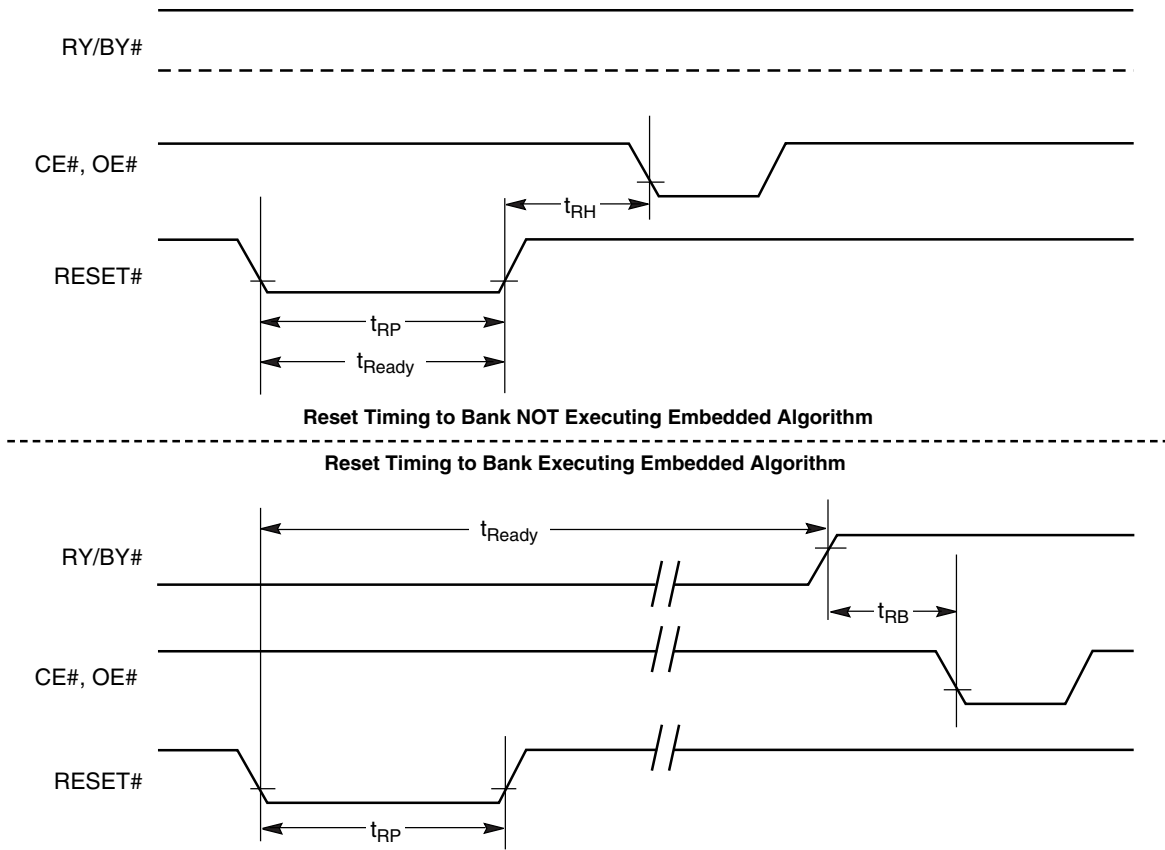 RY/BY#
CE#, OE#
tRH
RESET#
tRP
tReady
Reset Timing to Bank NOT Executing Embedded Algorithm
Reset Timing to Bank Executing Embedded Algorithm
tReady
RY/BY#
tRB
CE#, OE#
RESET#
tRP